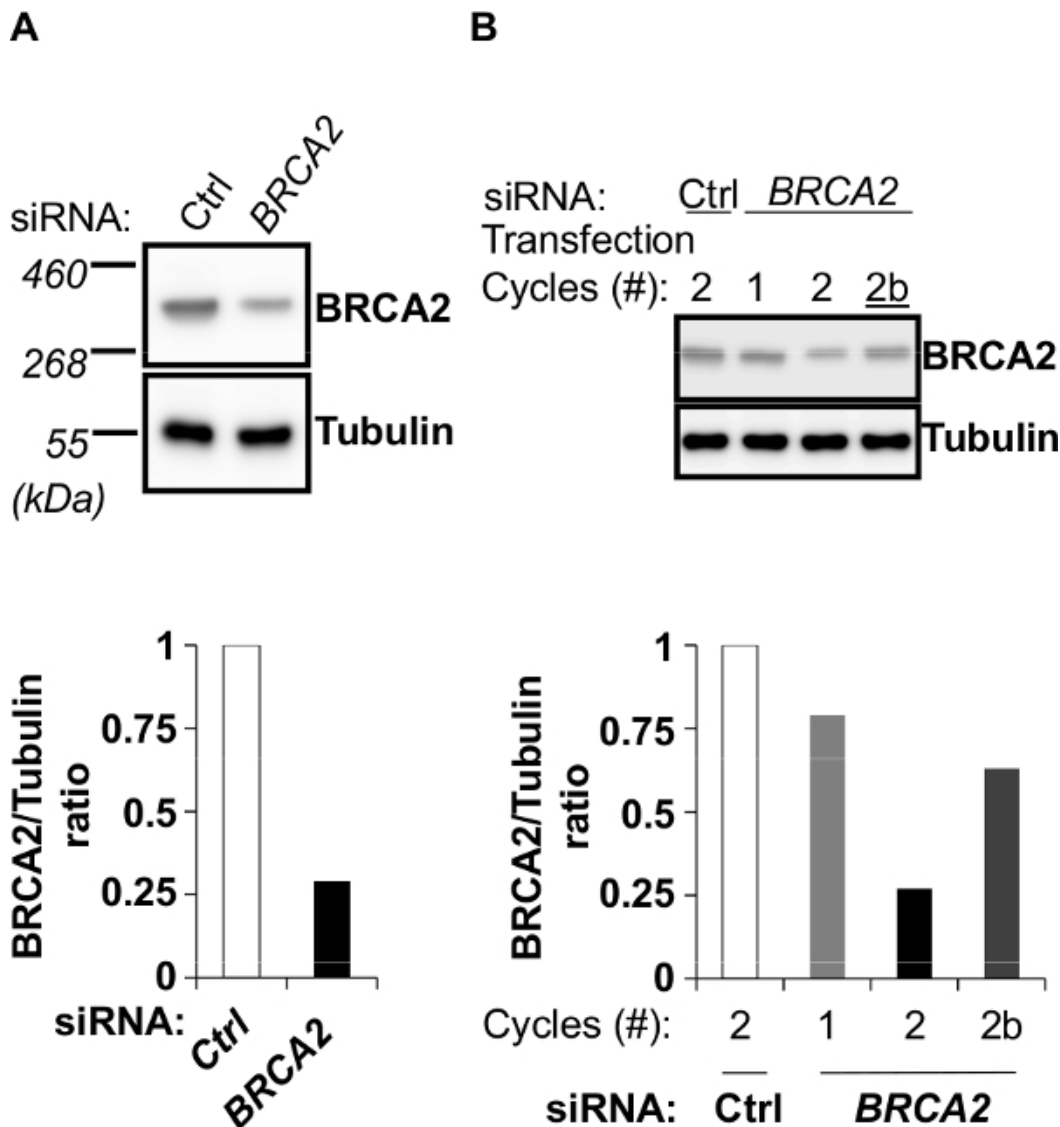 A
siRNA: Ctrl BRCA2
460
BRCA2
268
55
Tubulin
(kDa)
BRCA2/Tubulin
ratio
1
0.75
0.5
0.25
0
siRNA: Ctrl BRCA2
B
siRNA: Ctrl BRCA2
Transfection
Cycles (#): 2 1 2 2b
BRCA2
Tubulin
BRCA2/Tubulin
ratio
1
0.75
0.5
0.25
0
Cycles (#): 2 1 2 2b
siRNA: Ctrl BRCA2